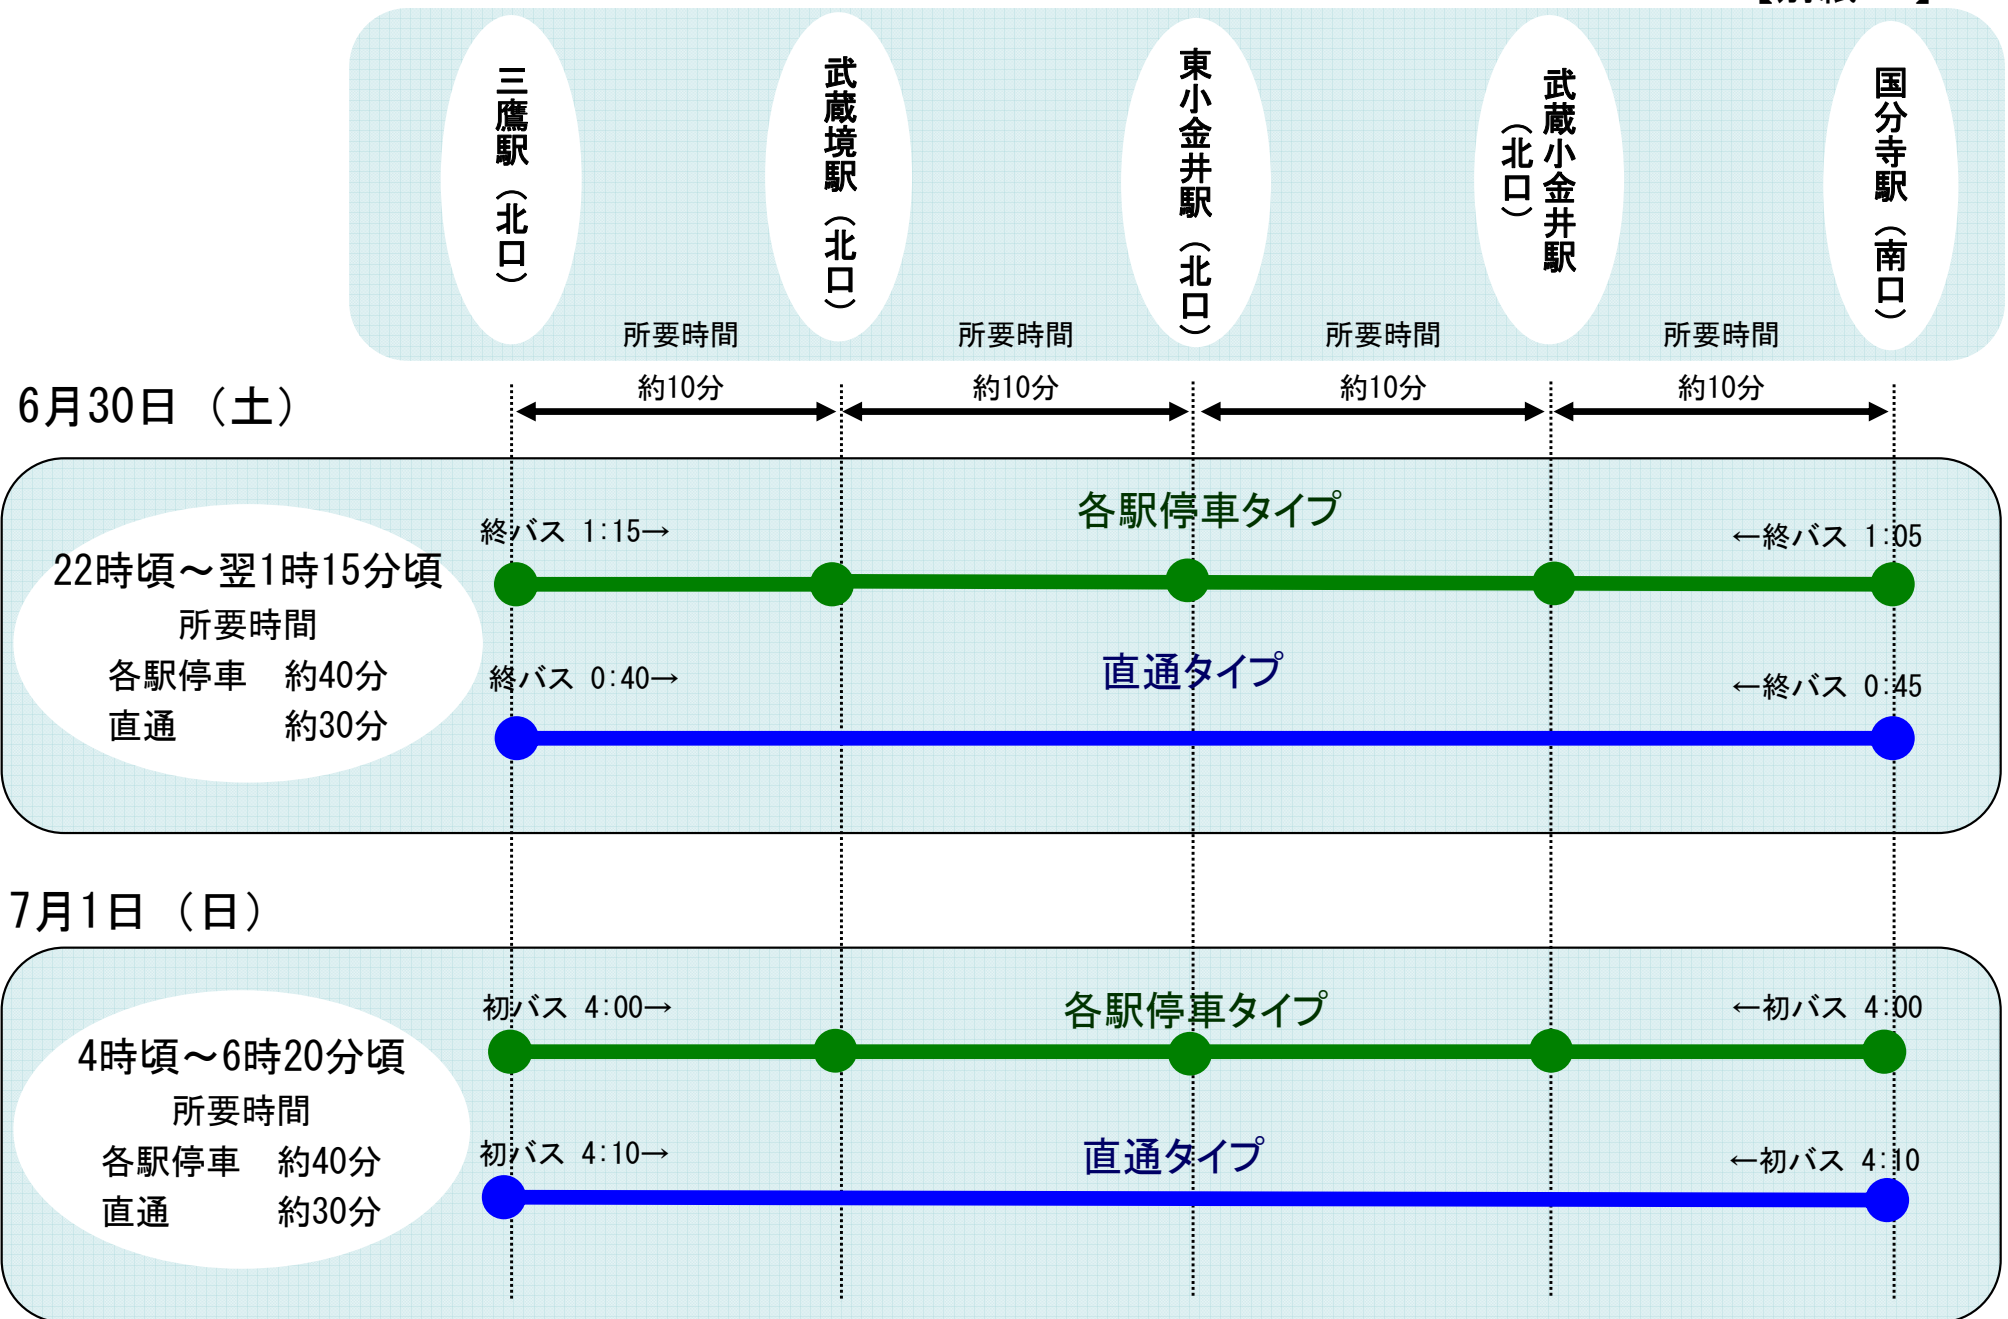 三鷹駅（北口）
武蔵境駅（北口）
東小金井駅（北口）
武蔵小金井駅
（北口）
国分寺駅（南口）
所要時間
約10分
所要時間
約10分
所要時間
約10分
所要時間
約10分
6月30日（土）
22時頃～翌1時15分頃
所要時間
各駅停車　約40分
直通　約30分
各駅停車タイプ
終バス 1:15→
←終バス 1:05
直通タイプ
終バス 0:40→
←終バス 0:45
7月1日（日）
4時頃～6時20分頃
所要時間
各駅停車　約40分
直通　約30分
各駅停車タイプ
初バス 4:00→
←初バス 4:00
直通タイプ
初バス 4:10→
←初バス 4:10